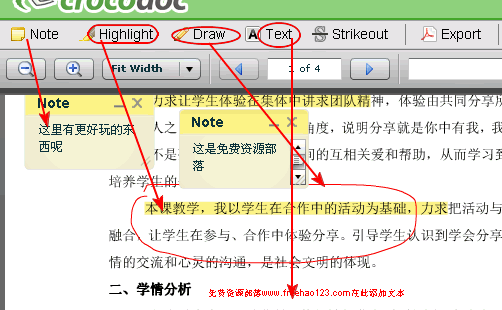 crocodoc
Note Highlight Draw A Text S Strikeout Export
Fit Width 1 of 4
力求让学生体验在集体中讲求团队精神，体验由共同分享
Note
这里有更好玩的东
西呢
Note
这是免费资源部
落
人之
角度，说明分享就是你中有我，我
不是
间的互相关爱和帮助，从而学习到
培养学生的
本课教学，我以学生在合作中的活动为基础，力求把活动与
融合，让学生在参与、合作中体验分享。引导学生认识到学会分享
情的交流和心灵的沟通，是社会文明的体现。
二、学情分析
免费资源部落www.freehao123.com在此添加文本